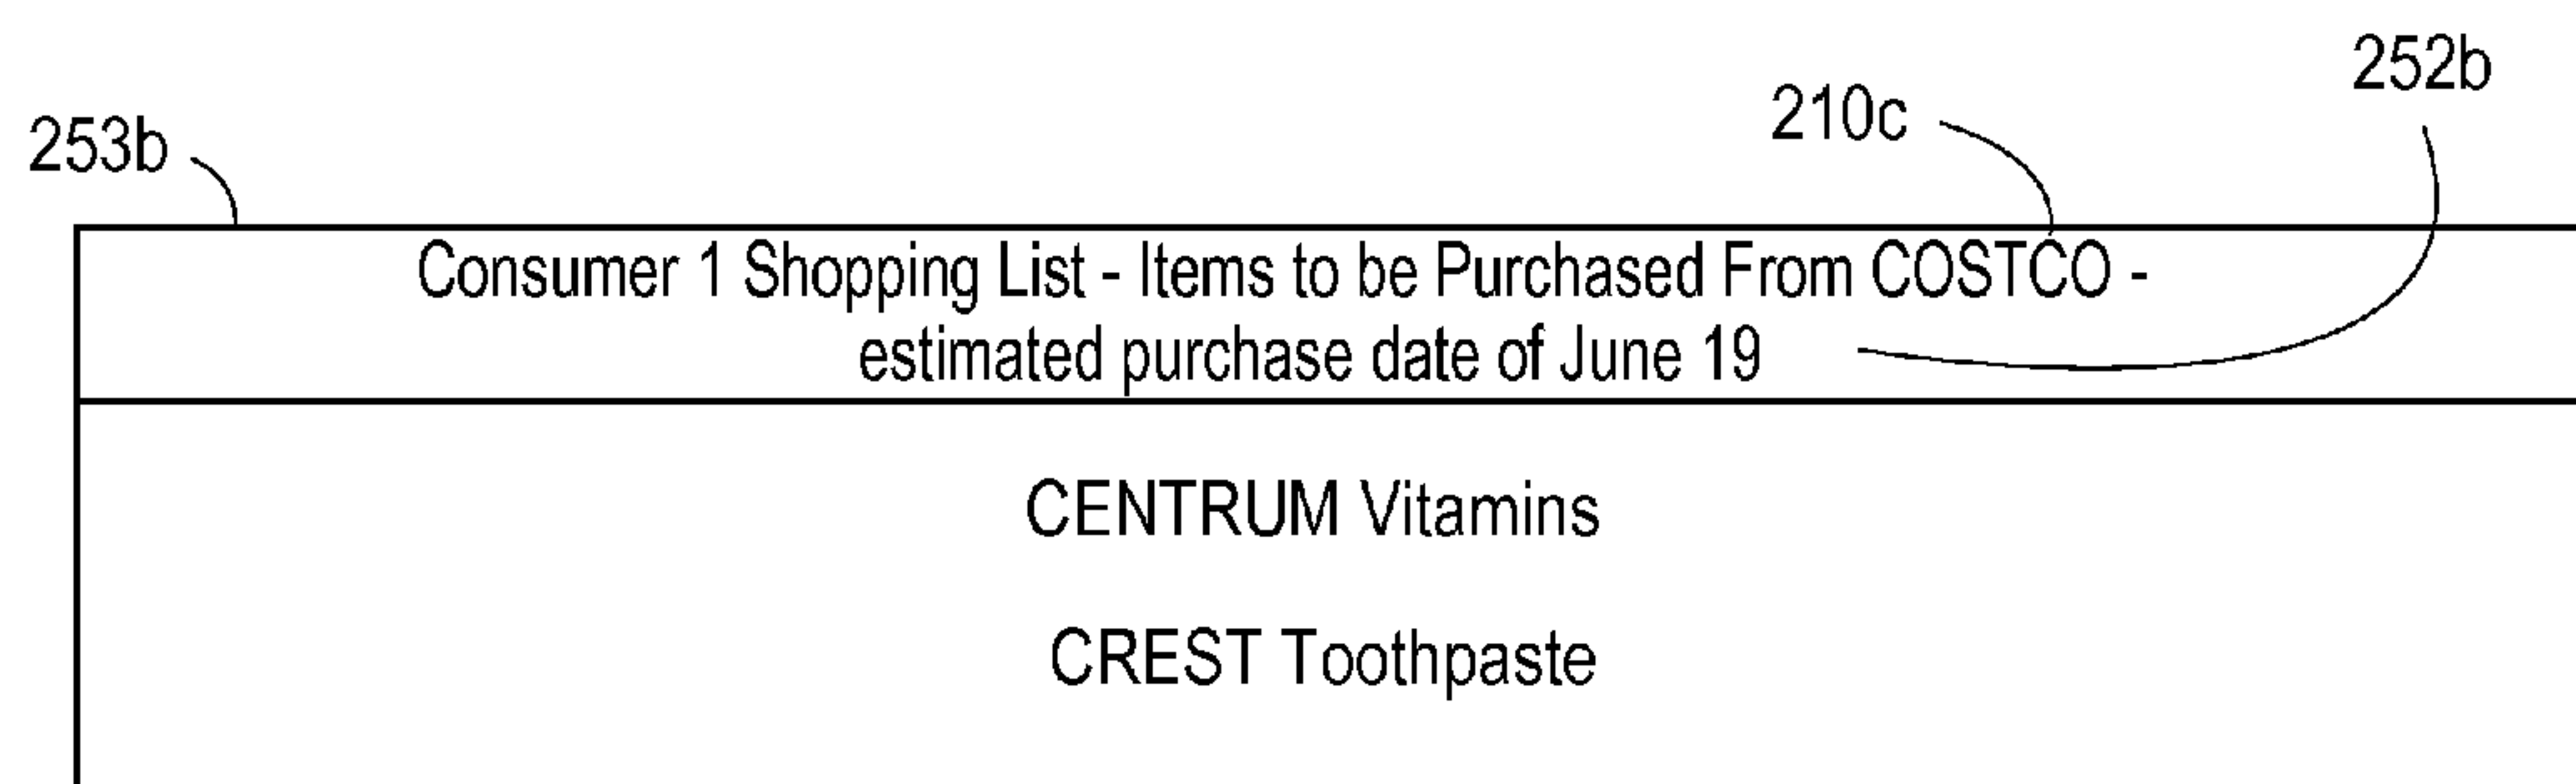 252b
210c
253b
Consumer 1 Shopping List - Items to be Purchased From COSTCO -
estimated purchase date of June 19
CENTRUM Vitamins
CREST Toothpaste